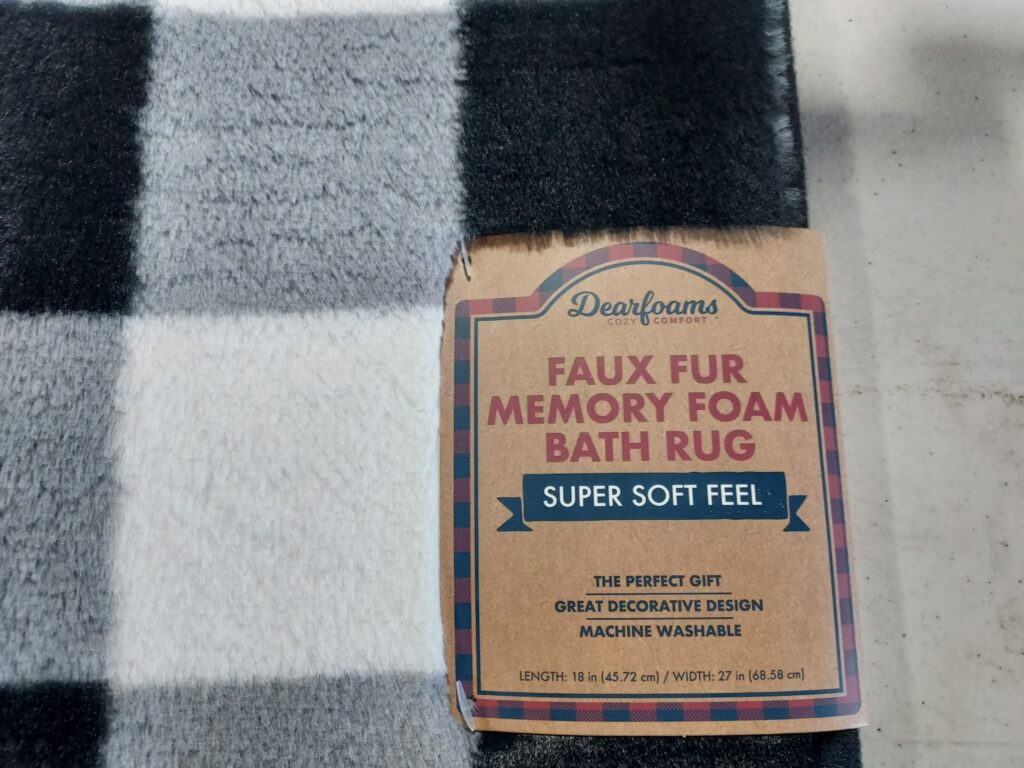 Dearfoams
COZY COMFORT ™
FAUX FUR
MEMORY FOAM
BATH RUG
SUPER SOFT FEEL
THE PERFECT GIFT
GREAT DECORATIVE DESIGN
MACHINE WASHABLE
LENGTH: 18 in (45.72 cm) / WIDTH: 27 in (68.58 cm)